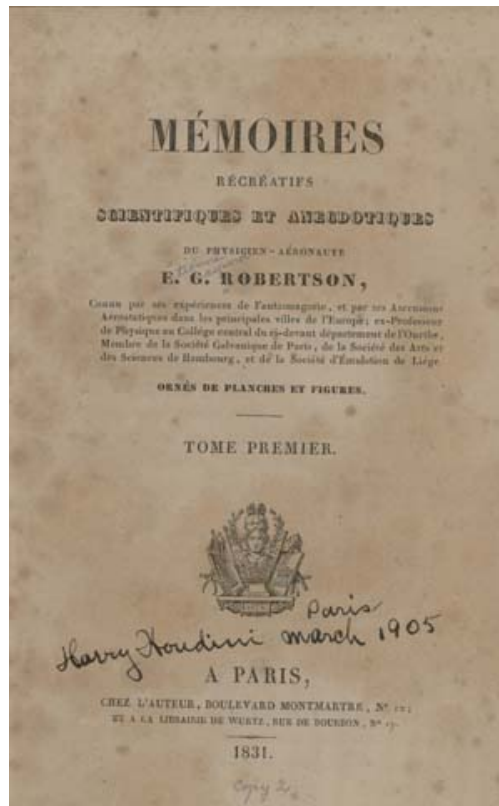 MÉMOIRES
RÉCRÉATIFS
SCIENTIFIQUES ET ANECDOTIQUES
DU PHYSICIEN-AÉRONAUTE
E. G. ROBERTSON,
Connu par ses expériences de Fantasmagorie, et par ses Ascensions
Aérostatiques dans les principales villes de l'Europe; ex-Professeur
de Physique au Collège central du ci-devant département de l'Ourthe,
Membre de la Société Galvanique de Paris, de la Société des Arts et
des Sciences de Hambourg, et de la Société d'Émulation de Liège
ORNÉS DE PLANCHES ET FIGURES.
TOME PREMIER.
Paris
Harry Houdini march 1905
A PARIS,
CHEZ L'AUTEUR, BOULEVARD MONTMARTRE, N° 12;
ET A LA LIBRAIRIE DE WURTZ, RUE DE BOURBON, N° 17.
1831.
Copy 2